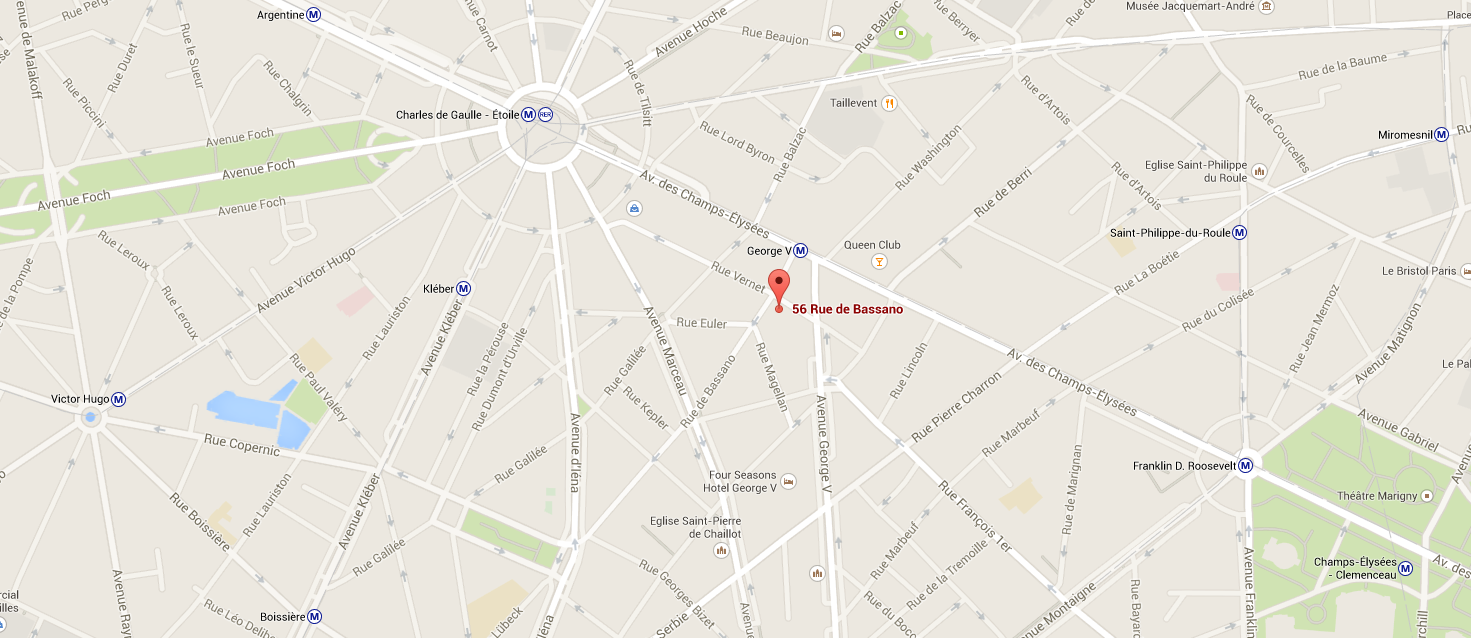 Argentine
Avenue Carnot
Avenue Hoche
Rue Beaujon
Rue Balzac
Rue Berryer
Musée Jacquemart-André
Place
Rue de la Baume
Avenue de Malakoff
Rue Duret
Rue le Sueur
Rue Piccini
Rue Chalgrin
Rue de Tilsitt
Charles de Gaulle - Étoile
RER
Taillevent
Rue d'Artois
Rue de Courcelles
Miromesnil
Avenue Foch
Avenue Foch
Avenue Foch
Avenue Foch
Rue Lord Byron
Rue Balzac
Rue Washington
Rue de Berri
Eglise Saint-Philippe
du Roule
Rue d'Artois
Av. des Champs-Élysées
Saint-Philippe-du-Roule
George V
Queen Club
Rue Leroux
Rue Leroux
Avenue Victor Hugo
Rue de la Pompe
Kléber
Avenue Kléber
Rue Lauriston
Rue Vernet
56 Rue de Bassano
Rue La Boétie
Rue du Colisée
Rue Jean Mermoz
Avenue Matignon
Le Bristol Paris
Rue Euler
Avenue Marceau
Rue la Pérouse
Rue Dumont d'Urville
Rue Galilée
Rue Kepler
Rue de Bassano
Rue Magellan
Rue Lincoln
Av. des Champs-Élysées
Le Pal
Victor Hugo
Rue Paul Valéry
Rue Copernic
Rue Galilée
Avenue d'Iéna
Avenue George V
Rue Pierre Charron
Rue Marbeuf
Avenue Gabriel
Franklin D. Roosevelt
Four Seasons
Hotel George V
Rue François 1er
Rue de Marignan
Théâtre Marigny
Rue Boissière
Rue Lauriston
Avenue Kléber
Rue Galilée
Eglise Saint-Pierre
de Chaillot
Rue Marbeuf
Rue de la Tremoille
Champs-Élysées
- Clemenceau
Av. des
Rue Georges Bizet
Serbie
Avenue
Rue du Boco
Avenue Montaigne
Rue Bayard
Avenue Franklin
Boissière
Rue Léo Delibes
Avenue Raym
Lübeck
Iéna